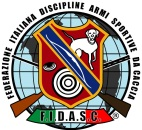 FEDERAZIONE ITALIANA DISCIPLINE ARMI SPORTIVE DA CACCIA
F.I.D.A.S.C.